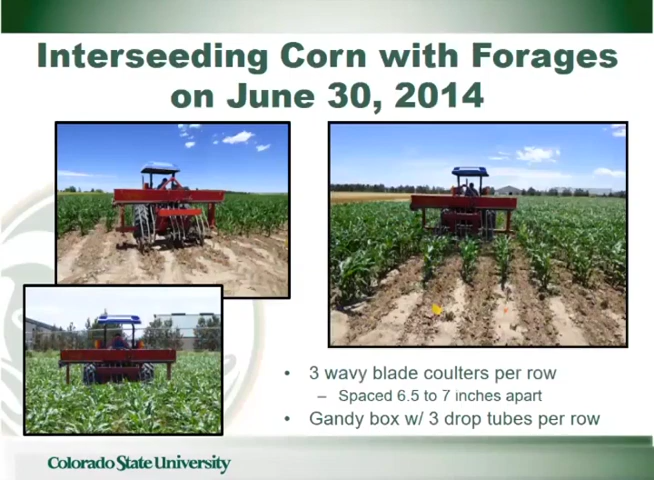 Interseeding Corn with Forages
on June 30, 2014
• 3 wavy blade coulters per row
– Spaced 6.5 to 7 inches apart
• Gandy box w/ 3 drop tubes per row
Colorado State University